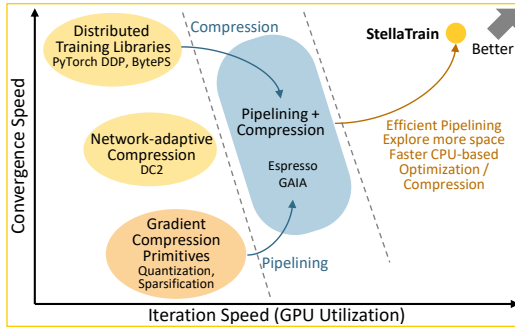 Distributed
Training Libraries
PyTorch DDP, BytePS
Compression
StellaTrain
Better
Pipelining +
Compression
Espresso
GAIA
Network-adaptive
Compression
DC2
Efficient Pipelining
Explore more space
Faster CPU-based
Optimization /
Compression
Gradient
Compression
Primitives
Quantization,
Sparsification
Pipelining
Convergence Speed
Iteration Speed (GPU Utilization)